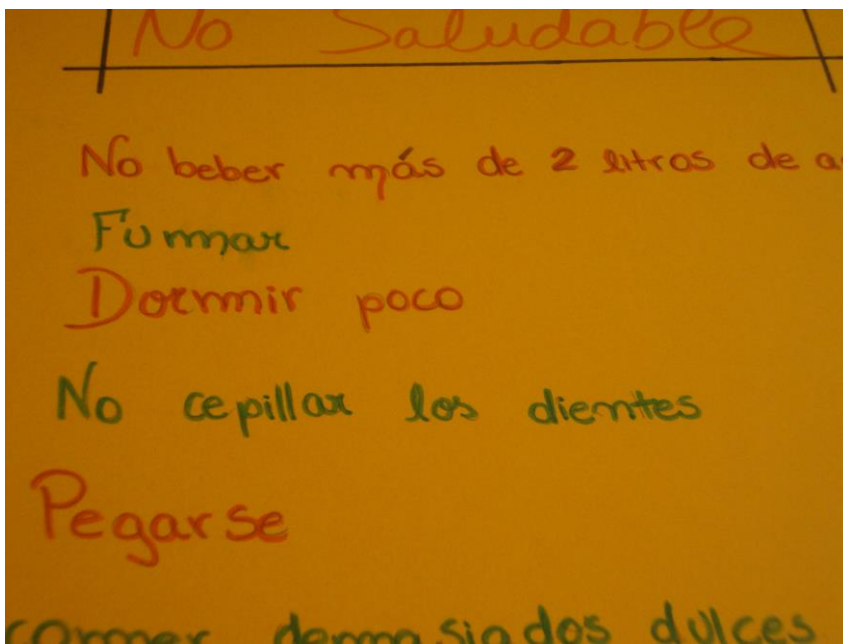 No Saludable
No beber más de 2 litros de a
Fumar
Dormir poco
No cepillar los dientes
Pegarse
comer demasiados dulces